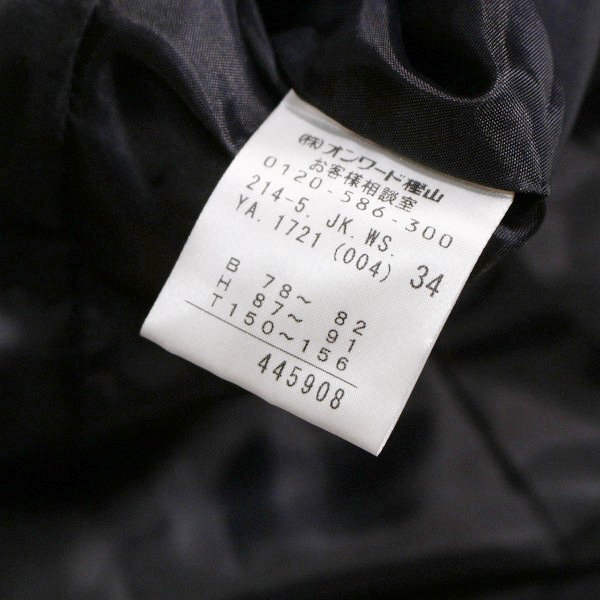 (株)オンワード樫山
お客様相談室
0120-586-300
214-5. JK. WS.
YA. 1721 (004) 34
B 78～ 82
H 87～ 91
T150～156
445908